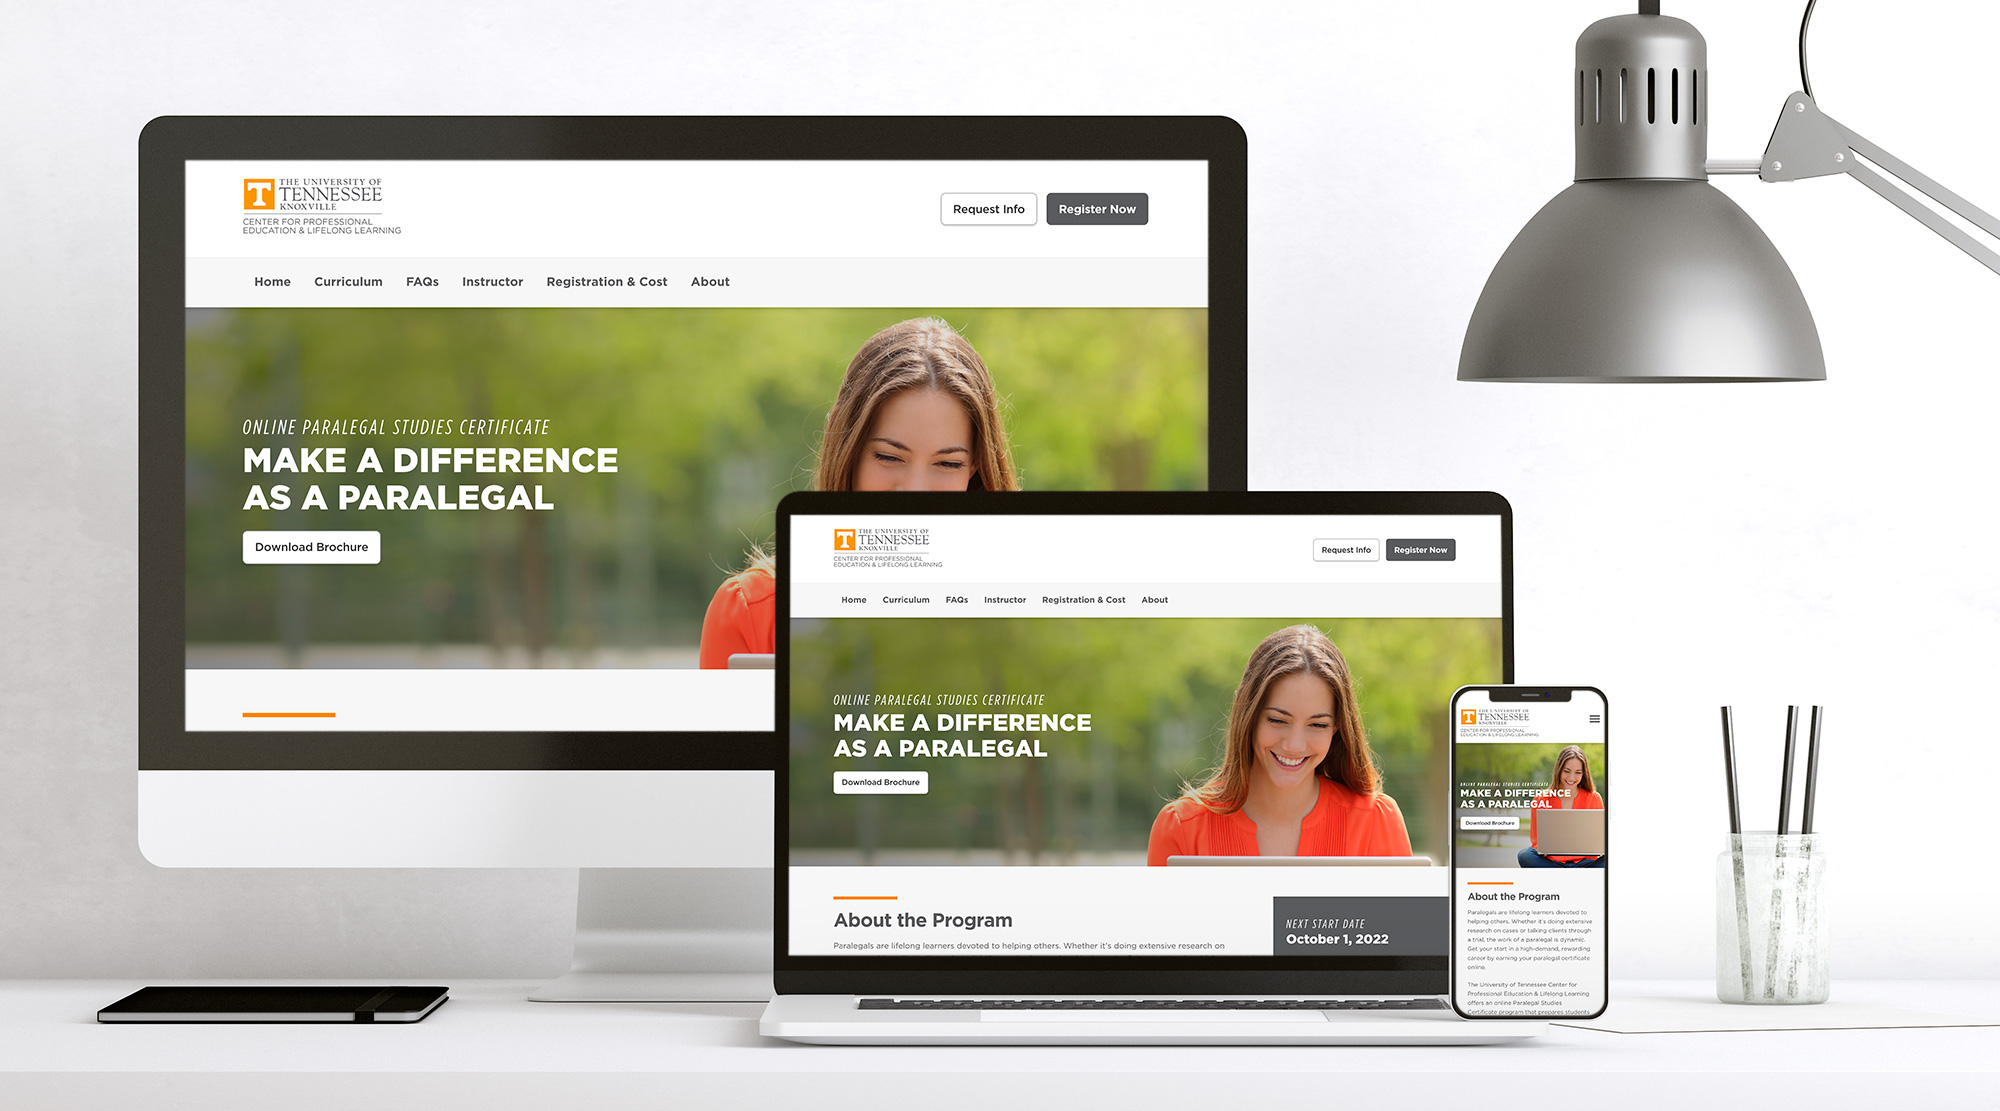 THE UNIVERSITY OF
TENNESSEE
KNOXVILLE
CENTER FOR PROFESSIONAL
EDUCATION & LIFELONG LEARNING
Request Info
Register Now
Home Curriculum FAQs Instructor Registration & Cost About
ONLINE PARALEGAL STUDIES CERTIFICATE
MAKE A DIFFERENCE
AS A PARALEGAL
Download Brochure
THE UNIVERSITY OF
TENNESSEE
KNOXVILLE
CENTER FOR PROFESSIONAL
EDUCATION & LIFELONG LEARNING
Request Info
Register Now
Home Curriculum FAQs Instructor Registration & Cost About
ONLINE PARALEGAL STUDIES CERTIFICATE
MAKE A DIFFERENCE
AS A PARALEGAL
Download Brochure
About the Program
Paralegals are lifelong learners devoted to helping others. Whether it's doing extensive research on
NEXT START DATE
October 1, 2022
THE UNIVERSITY OF
TENNESSEE
KNOXVILLE
CENTER FOR PROFESSIONAL
EDUCATION & LIFELONG LEARNING
ONLINE PARALEGAL STUDIES CERTIFICATE
MAKE A DIFFERENCE
AS A PARALEGAL
Download Brochure
About the Program
Paralegals are lifelong learners devoted to
helping others. Whether it's doing extensive
research on cases or talking clients through
a trial, the work of a paralegal is dynamic.
Get your start in a high-demand, rewarding
career by earning your paralegal certificate
online.
The University of Tennessee Center for
Professional Education & Lifelong Learning
offers an online Paralegal Studies
Certificate program that prepares students